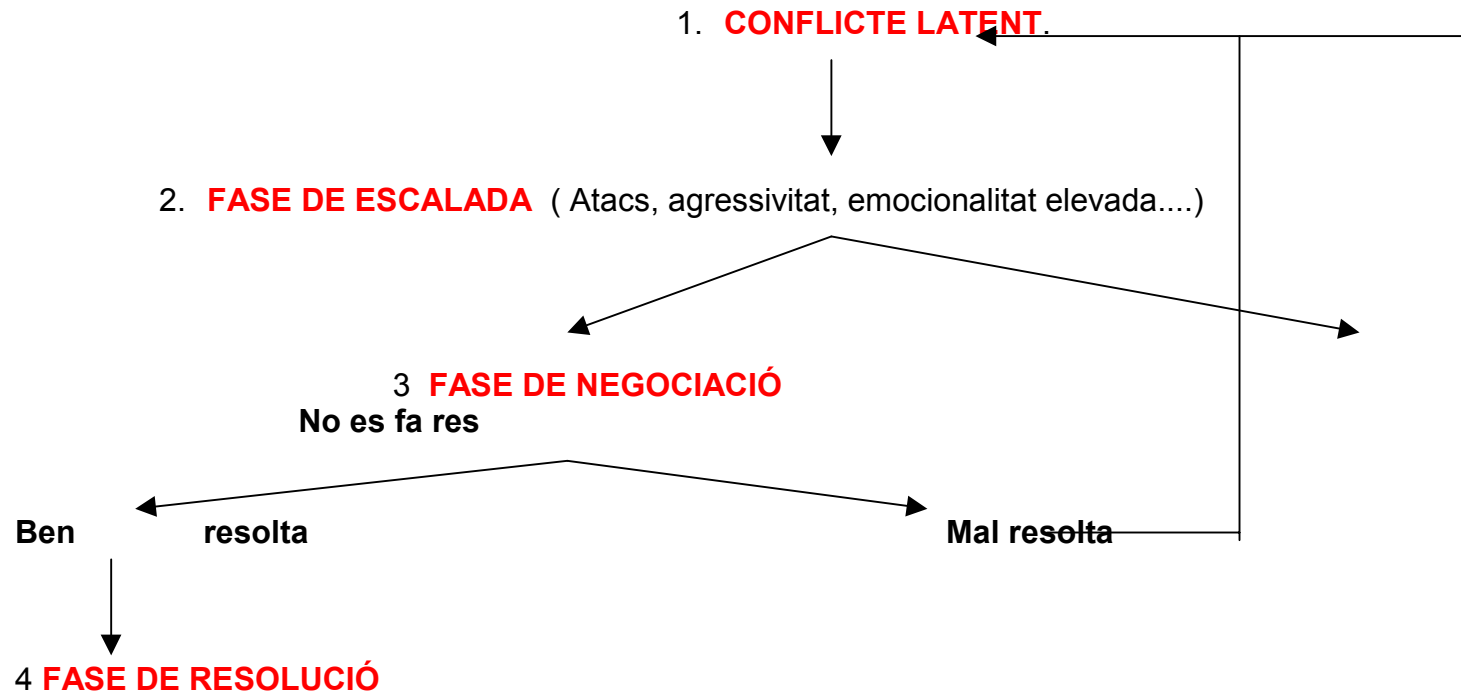 1. CONFLICTE LATENT.
2. FASE DE ESCALADA ( Atacs, agressivitat, emocionalitat elevada....)
3 FASE DE NEGOCIACIÓ
No es fa res
Ben resolta Mal resolta
4 FASE DE RESOLUCIÓ